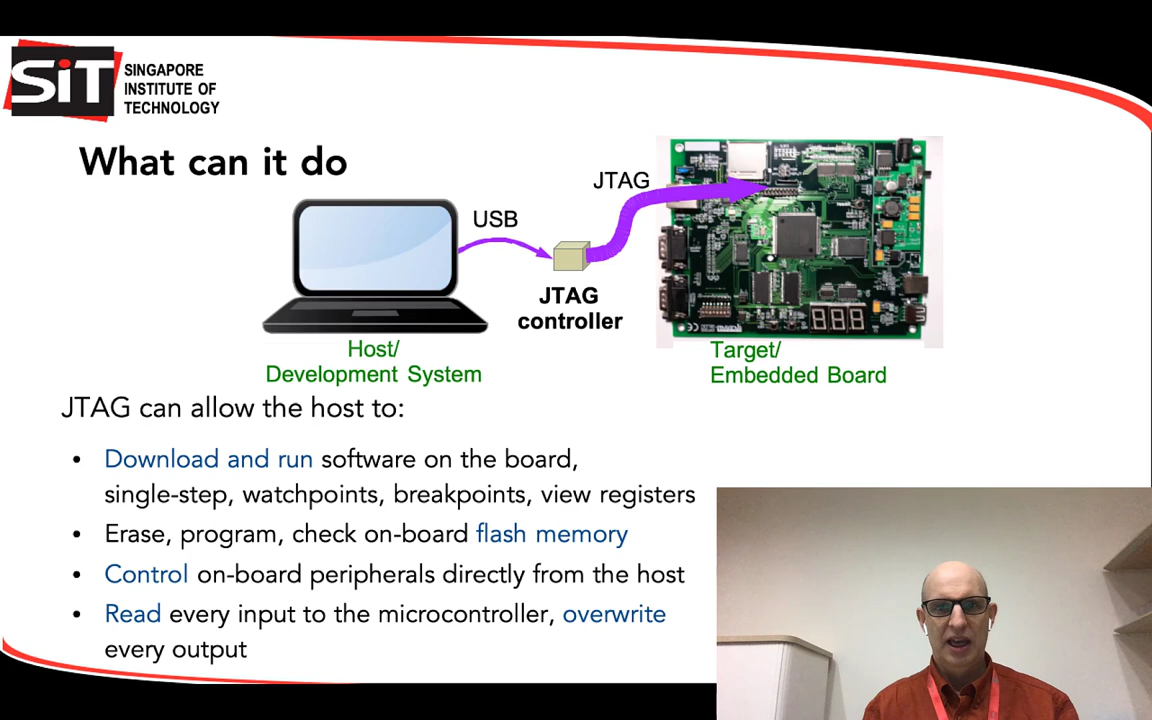 SiT
SINGAPORE
INSTITUTE OF
TECHNOLOGY
What can it do
USB
JTAG
JTAG
controller
Host/
Development System
Target/
Embedded Board
JTAG can allow the host to:
• Download and run software on the board,
single-step, watchpoints, breakpoints, view registers
• Erase, program, check on-board flash memory
• Control on-board peripherals directly from the host
• Read every input to the microcontroller, overwrite
every output